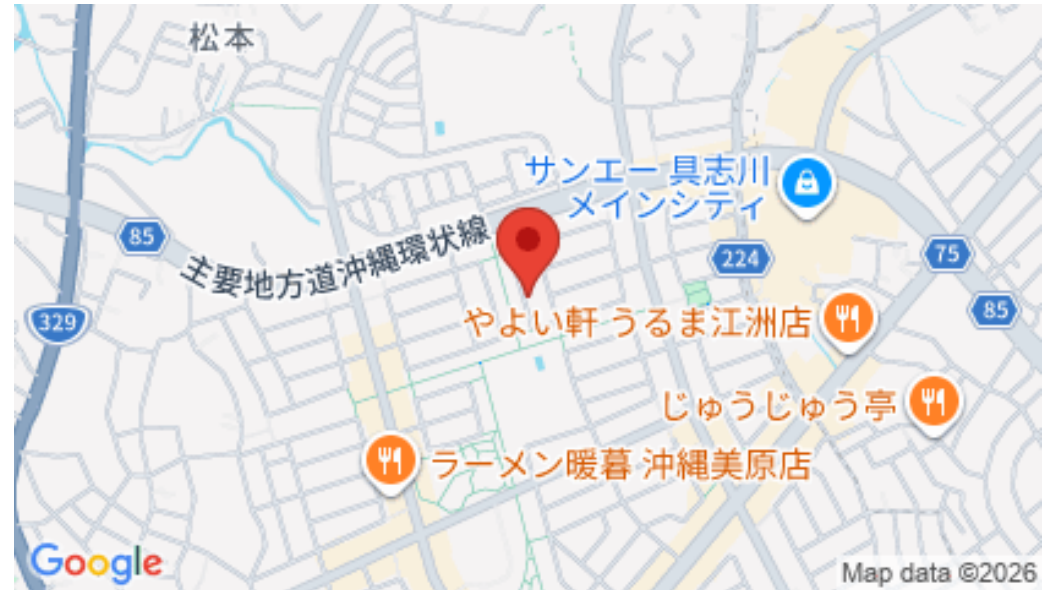 松本
サンエー 具志川
メインシティ
85
主要地方道沖縄環状線
224
75
329
やよい軒 うるま江洲店
85
じゅうじゅう亭
ラーメン暖暮 沖縄美原店
Google
Map data ©2026